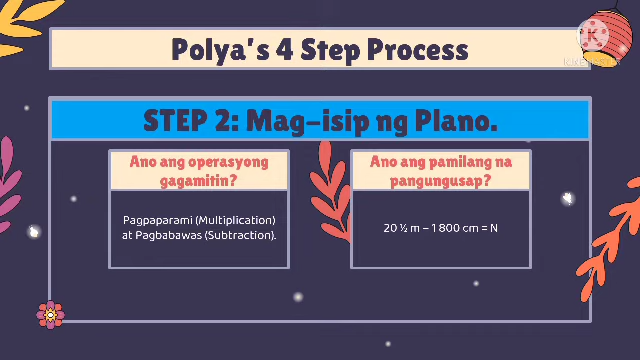 Polya's 4 Step Process
STEP 2: Mag-isip ng Plano.
Ano ang operasyong
gagamitin?
Pagpaparami (Multiplication)
at Pagbabawas (Subtraction).
Ano ang pamilang na
pangungusap?
20 ½ m – 1 800 cm = N